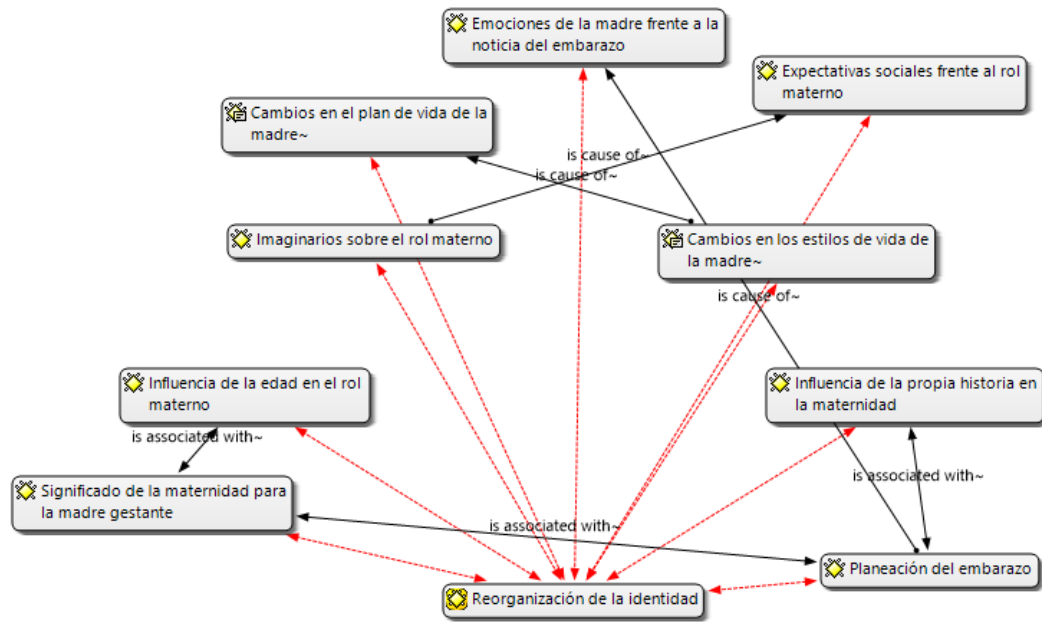 Emociones de la madre frente a la
noticia del embarazo
Expectativas sociales frente al rol
materno
Cambios en el plan de vida de la
madre~
is cause of~
is cause of~
Imaginarios sobre el rol materno
Cambios en los estilos de vida de
la madre~
is cause of~
Influencia de la edad en el rol
materno
Influencia de la propia historia en
la maternidad
is associated with~
is associated with~
Significado de la maternidad para
la madre gestante
is associated with~
Planeación del embarazo
Reorganización de la identidad